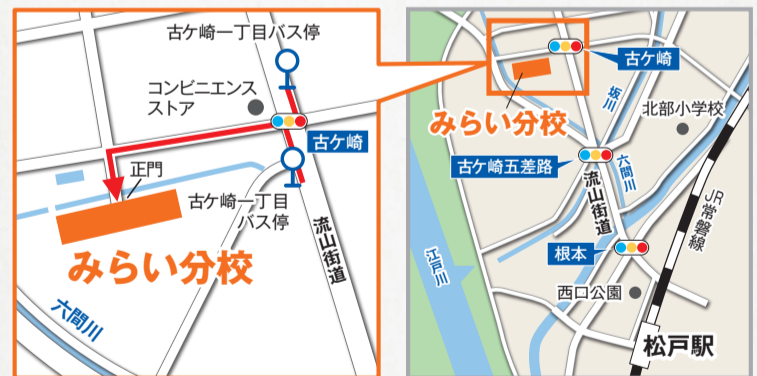 古ケ崎一丁目バス停
コンビニエンス
ストア
古ケ崎
正門
古ケ崎一丁目
バス停
流山街道
みらい分校
六間川
古ケ崎
坂川
みらい分校
北部小学校
古ケ崎五差路
六間川
流山街道
JR常磐線
江戸川
根本
西口公園
松戸駅